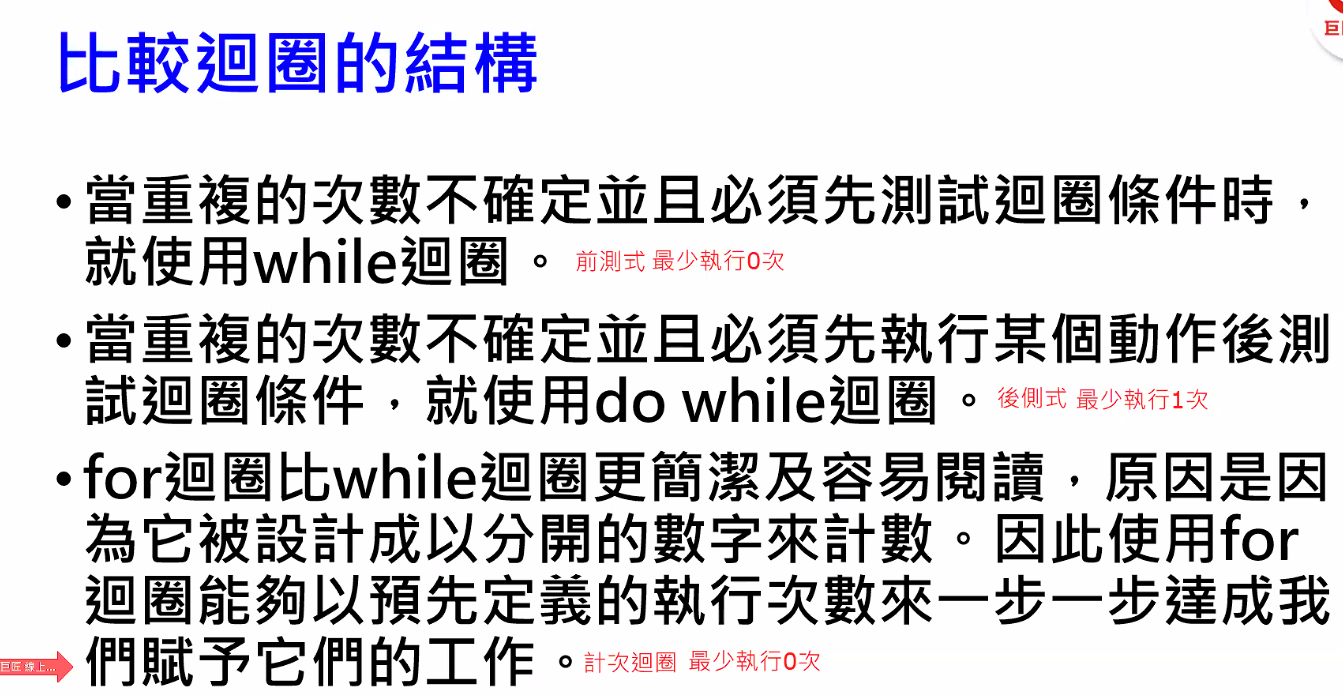 比較迴圈的結構
巨
•當重複的次數不確定並且必須先測試迴圈條件時，
就使用while迴圈。 前測式 最少執行0次
•當重複的次數不確定並且必須先執行某個動作後測
試迴圈條件，就使用do while迴圈。 後側式 最少執行1次
•for迴圈比while迴圈更簡潔及容易閱讀，原因是因
為它被設計成以分開的數字來計數。因此使用for
迴圈能夠以預先定義的執行次數來一步一步達成我
們賦予它們的工作。 計次迴圈 最少執行0次
巨匠 線上...